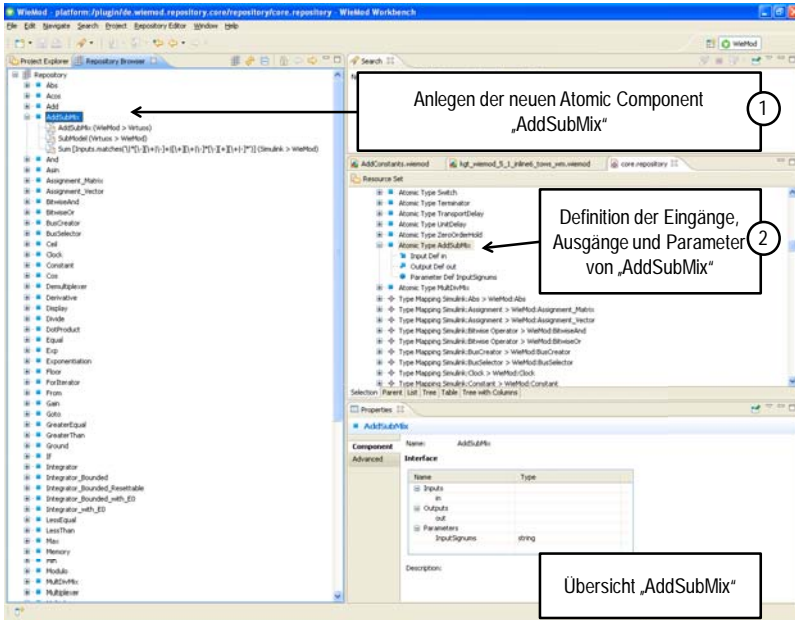 WieMod - platform:/plugin/de.wiemod.repository.core/repository/core.repository - WieMod Workbench
File Edit Navigate Search Project Repository Editor Window Help
WieMod
Project Explorer Repository Browser
Search
Anlegen der neuen Atomic Component
„AddSubMix“
1
Repository
Abs
Acos
Add
AddSubMix
AddSubMix (WieMod > Virtuos)
SubModel (Virtuos > WieMod)
And
Asin
Assignment_Matrix
Assignment_Vector
BitwiseAnd
BitwiseOr
BusCreator
BusSelector
Ceil
Clock
Constant
Cos
Demultiplexer
Derivative
Display
Divide
DotProduct
Equal
Exp
Exponentiation
Floor
ForIterator
From
Gain
Goto
GreaterEqual
GreaterThan
Ground
If
Integrator
Integrator_Bounded
Integrator_Bounded_Resettable
Integrator_Bounded_with_E0
Integrator_with_E0
LessEqual
LessThan
Max
Memory
Modulo
MultDivMix
Multiplexer
AddConstants.wiemod
core.repository
Resource Set
Atomic Type Switch
Atomic Type Terminator
Atomic Type TransportDelay
Atomic Type UnitDelay
Atomic Type ZeroOrderHold
Atomic Type AddSubMix
Input Def in
Output Def out
Parameter Def InputSignums
Atomic Type MultDivMix
Type Mapping Simulink:Abs > WieMod:Abs
Type Mapping Simulink:Assignment > WieMod:Assignment_Matrix
Type Mapping Simulink:Assignment > WieMod:Assignment_Vector
Type Mapping Simulink:Bitwise Operator > WieMod:BitwiseAnd
Type Mapping Simulink:Bitwise Operator > WieMod:BitwiseOr
Type Mapping Simulink:BusCreator > WieMod:BusCreator
Type Mapping Simulink:BusSelector > WieMod:BusSelector
Type Mapping Simulink:Clock > WieMod:Clock
Type Mapping Simulink:Constant > WieMod:Constant
Definition der Eingänge,
Ausgänge und Parameter
von „AddSubMix“
2
Selection Parent List Tree Table Tree with Columns
Properties
AddSubMix
Component
Advanced
Name: AddSubMix
Interface
Name Type
Inputs
in
Outputs
out
Parameters
InputSignums string
Description:
Übersicht „AddSubMix“